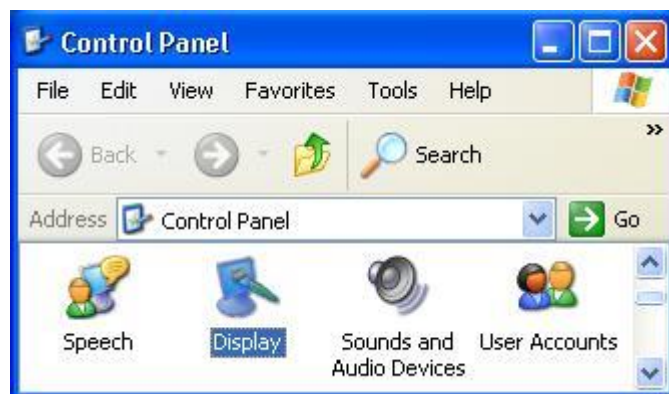 Control Panel
File Edit View Favorites Tools Help
Back Search »
Address Control Panel Go
Speech Display Sounds and Audio Devices User Accounts